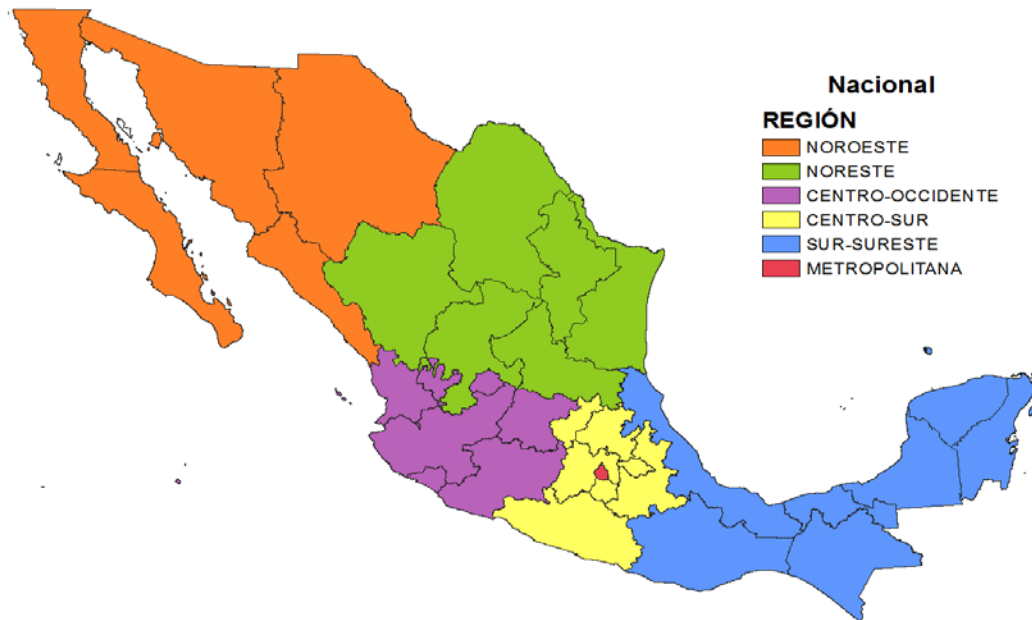 Nacional
REGIÓN
NOROESTE
NORESTE
CENTRO-OCCIDENTE
CENTRO-SUR
SUR-SURESTE
METROPOLITANA